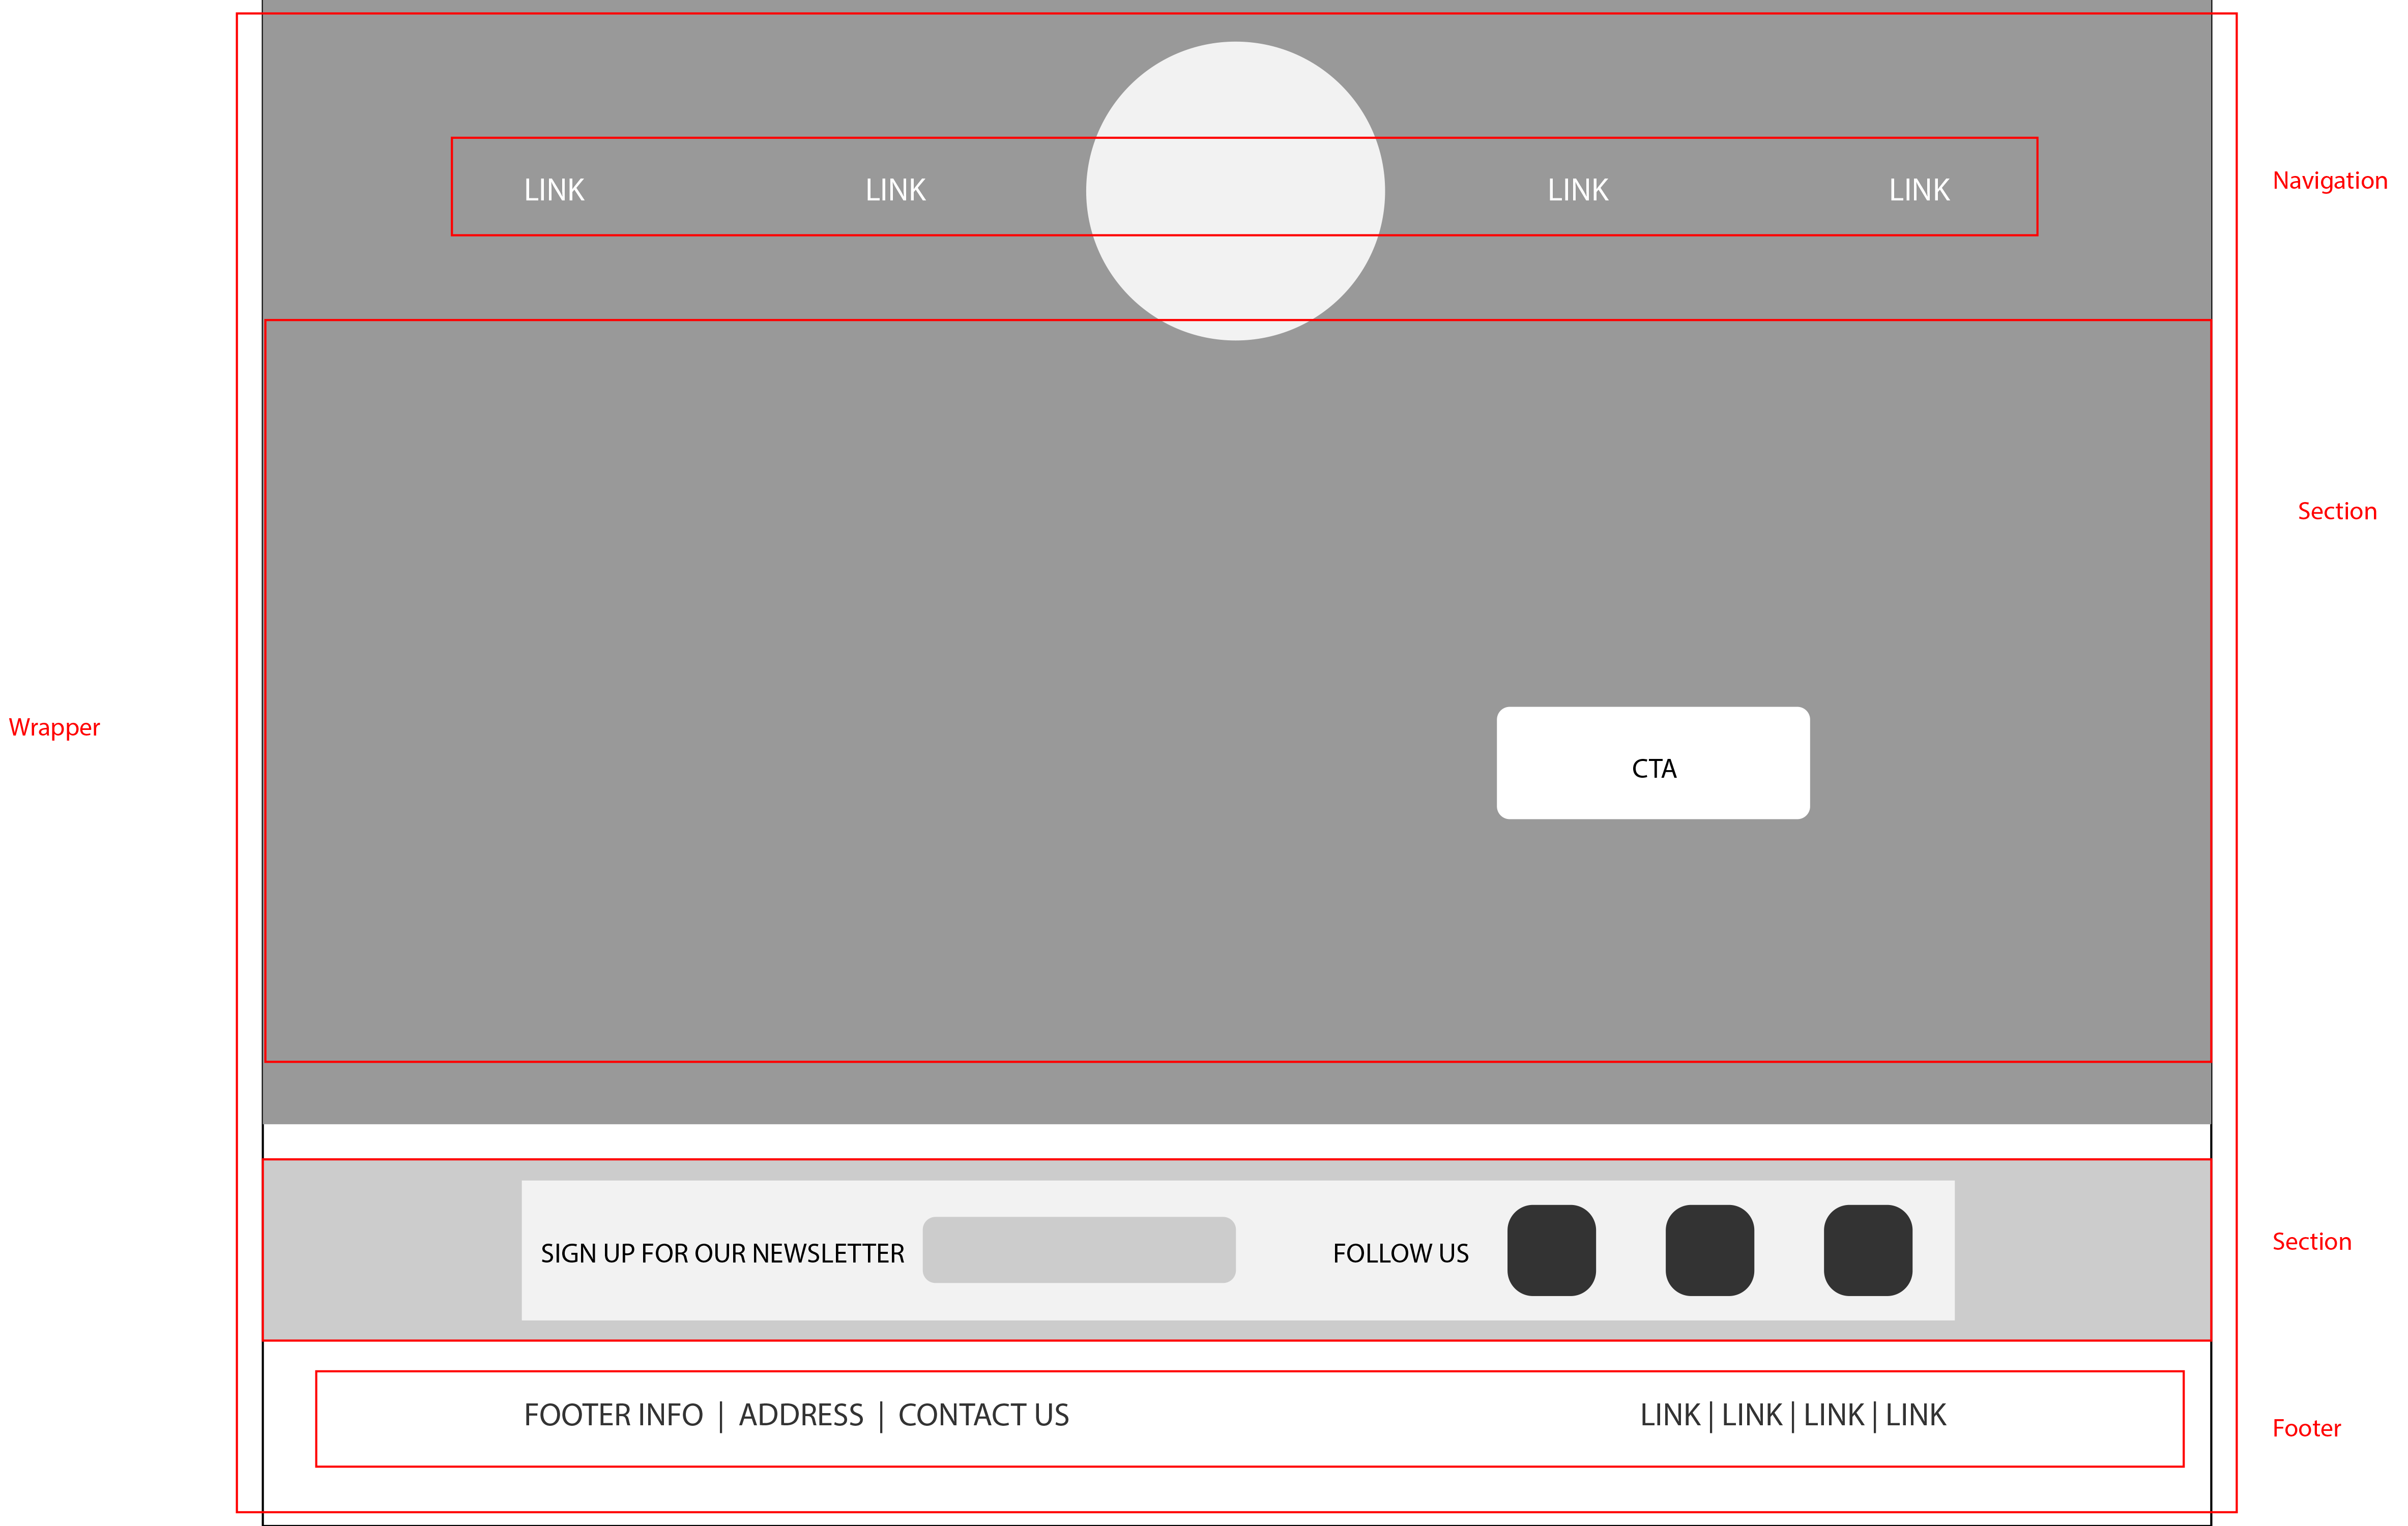 LINK LINK LINK LINK
Navigation
Section
Wrapper
CTA
SIGN UP FOR OUR NEWSLETTER FOLLOW US
Section
FOOTER INFO | ADDRESS | CONTACT US LINK | LINK | LINK | LINK
Footer